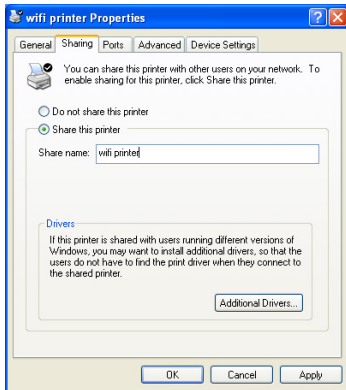 wifi printer Properties
General Sharing Ports Advanced Device Settings
You can share this printer with other users on your network. To
enable sharing for this printer, click Share this printer.
Do not share this printer
Share this printer
Share name: wifi printer
Drivers
If this printer is shared with users running different versions of
Windows, you may want to install additional drivers, so that the
users do not have to find the print driver when they connect to
the shared printer.
Additional Drivers...
OK Cancel Apply